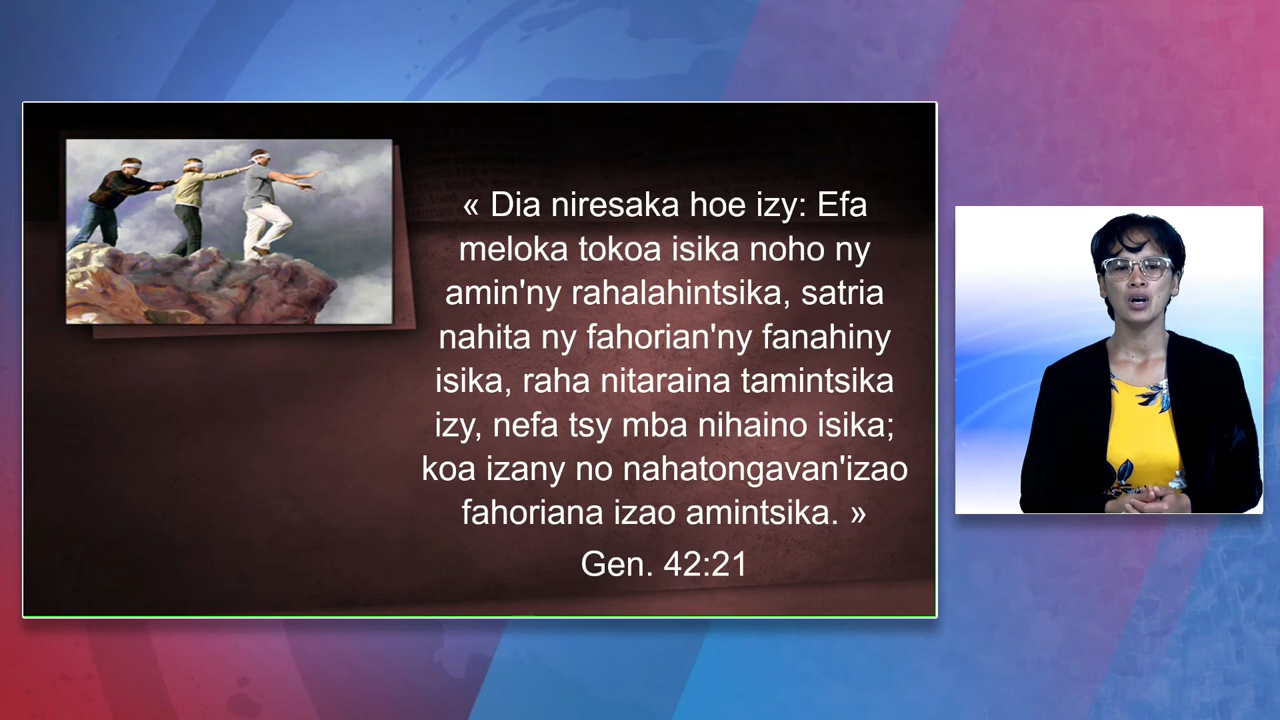 « Dia niresaka hoe izy: Efa
meloka tokoa isika noho ny
amin'ny rahalahintsika, satria
nahita ny fahorian'ny fanahiny
isika, raha nitaraina tamintsika
izy, nefa tsy mba nihaino isika;
koa izany no nahatongavan'izao
fahoriana izao amintsika. »
Gen. 42:21